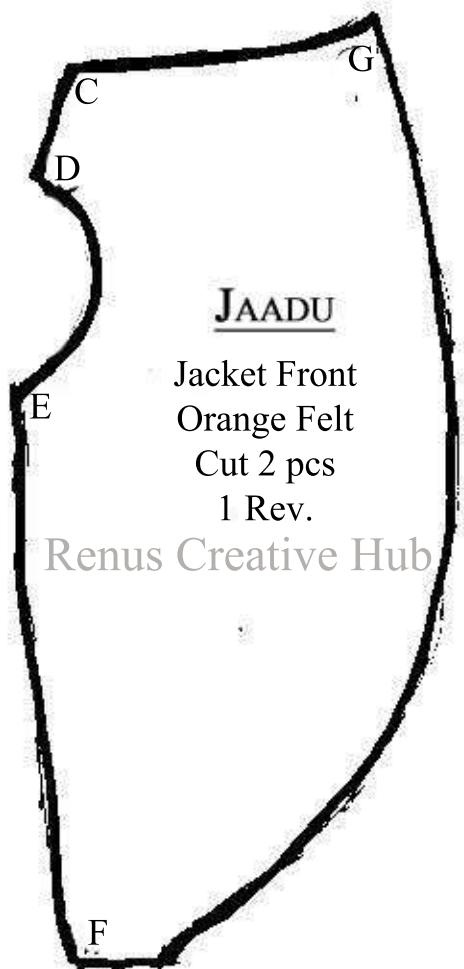 G
C
D
JAADU
Jacket Front
E
Orange Felt
Cut 2 pcs
1 Rev.
Renus Creative Hub
F